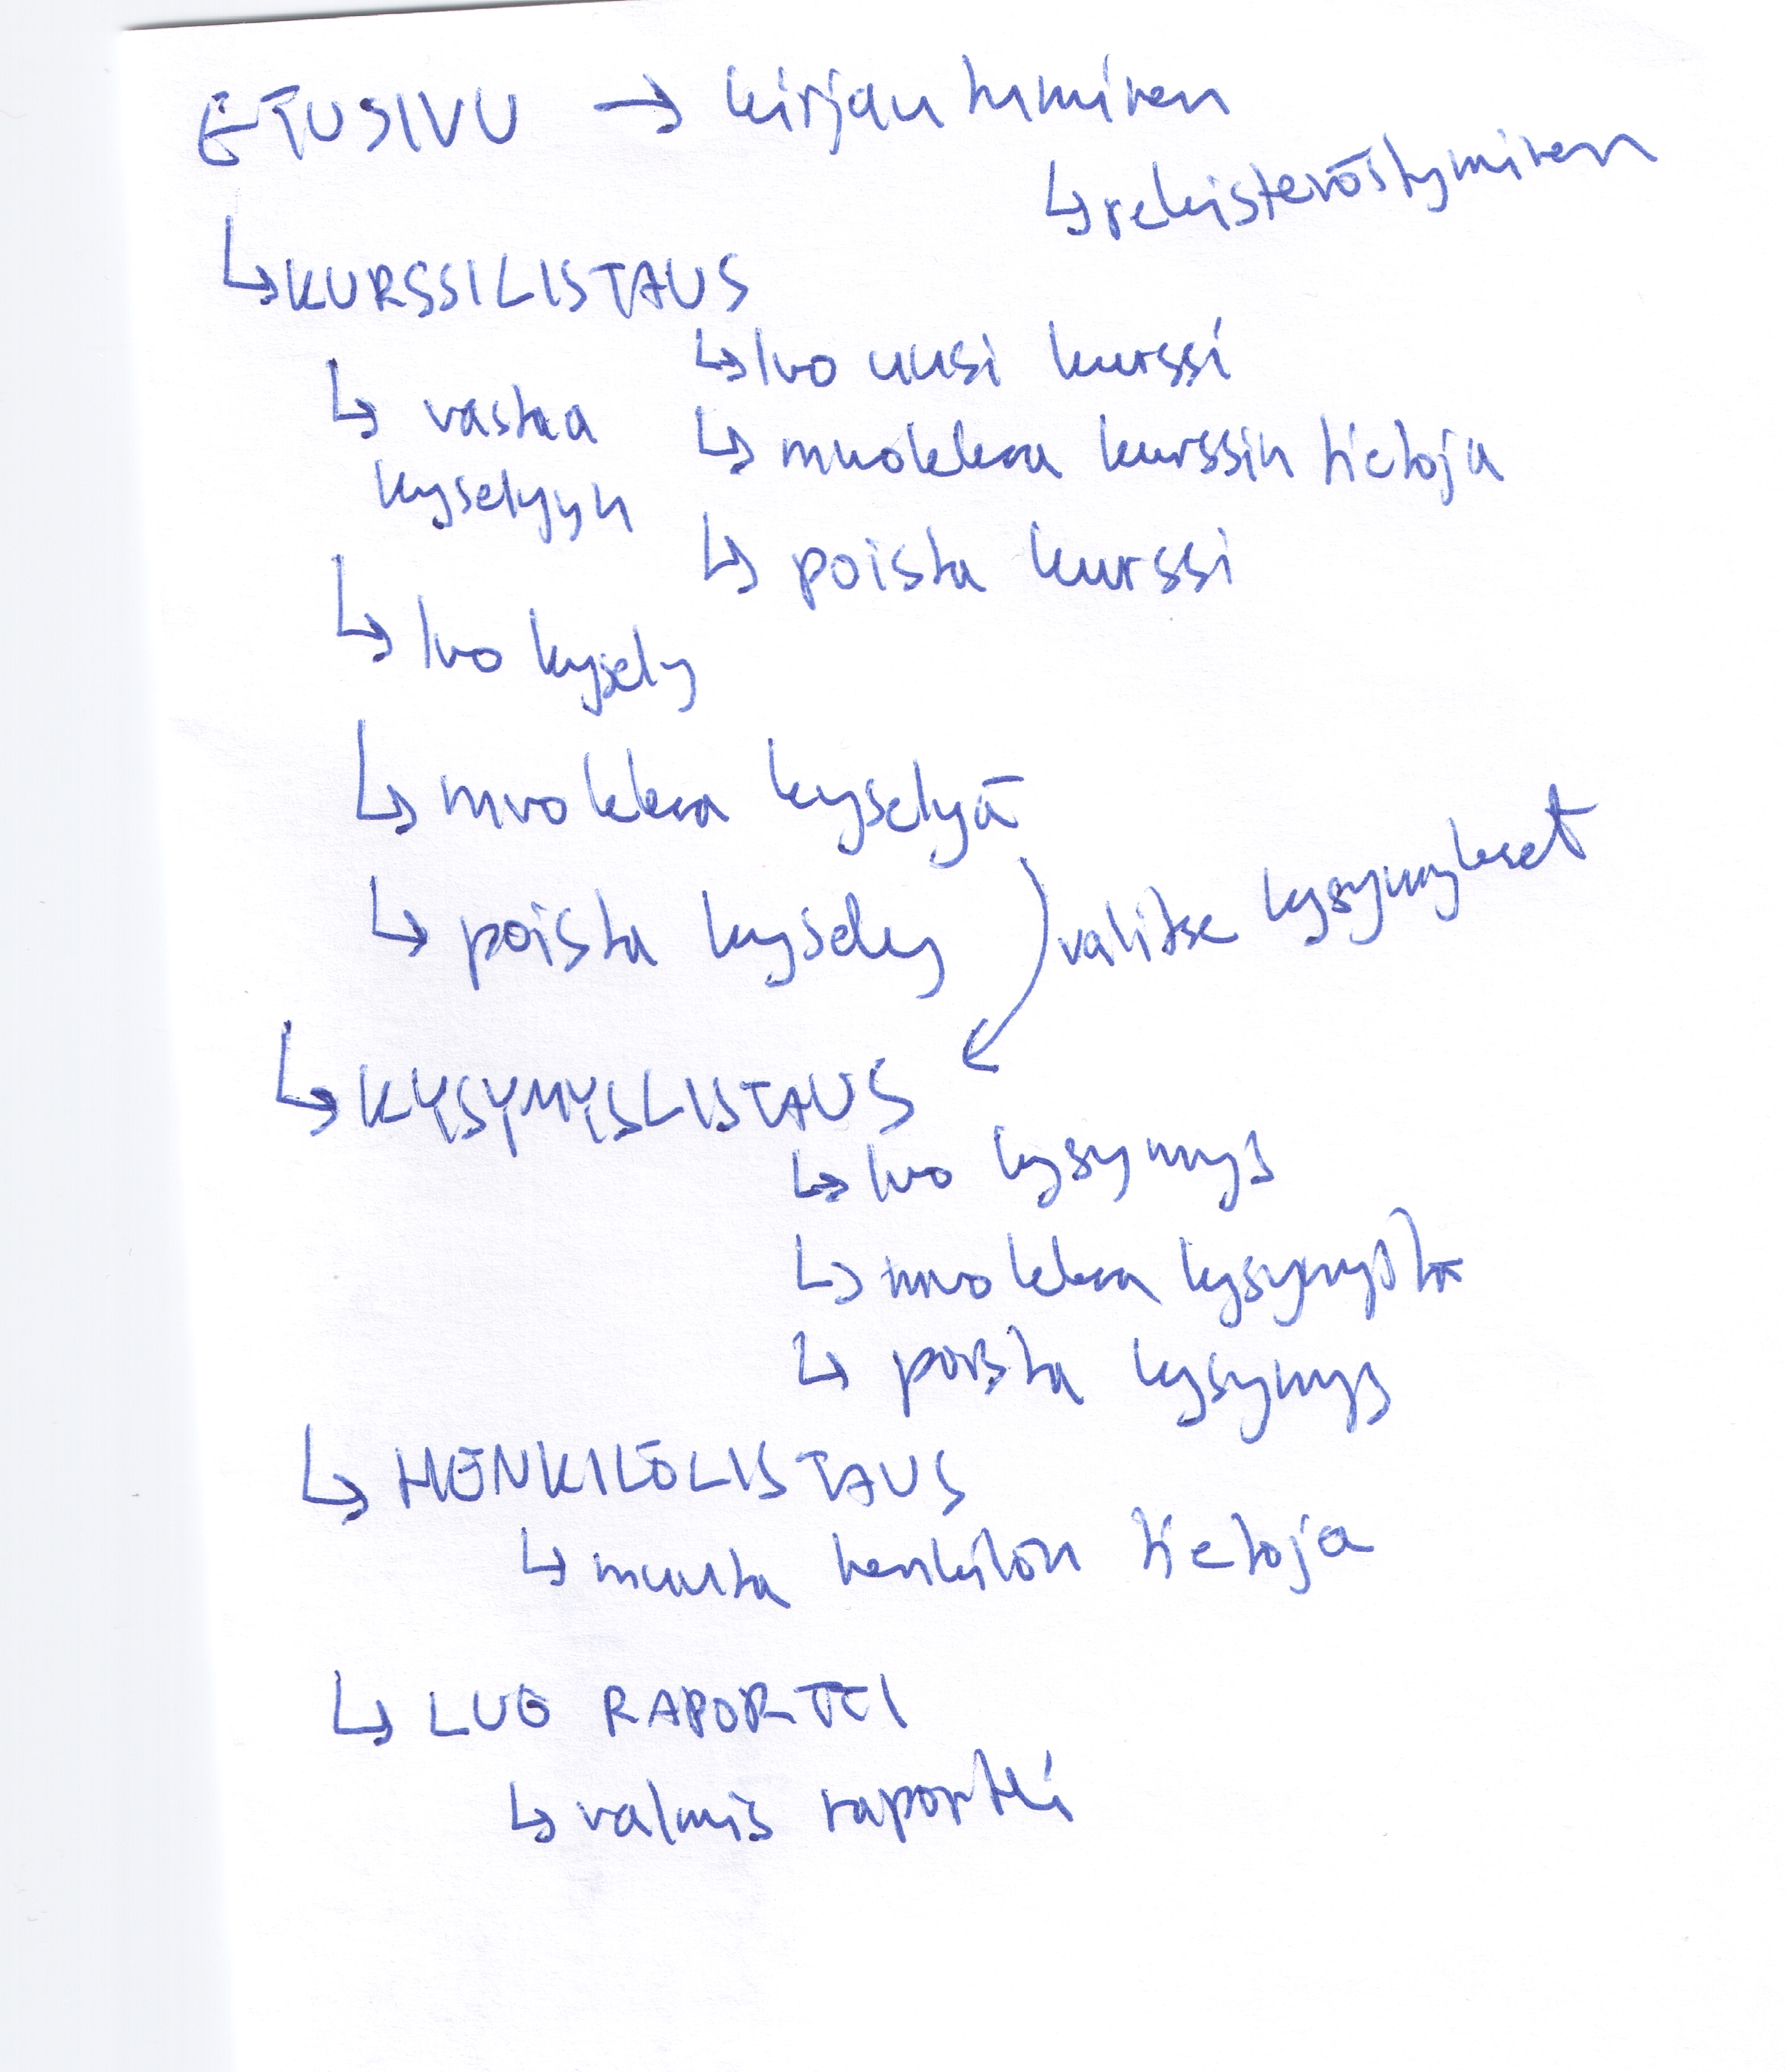 ETUSIVU → kirjautuminen
↳ rekisteröityminen
↳ KURSSILISTAUS
↳ luo uusi kurssi
↳ vastaa
kyselyyn
↳ muokkaa kurssin tietoja
↳ poista kurssi
↳ luo kysely
↳ muokkaa kyselyä
↳ poista kysely
valitse kysymykset
↳ KYSYMYSLISTAUS
↳ luo kysymys
↳ muokkaa kysymystä
↳ poista kysymys
↳ HENKILÖLISTAUS
↳ muuta henkilön tietoja
↳ LUO RAPORTTI
↳ valmis raportti